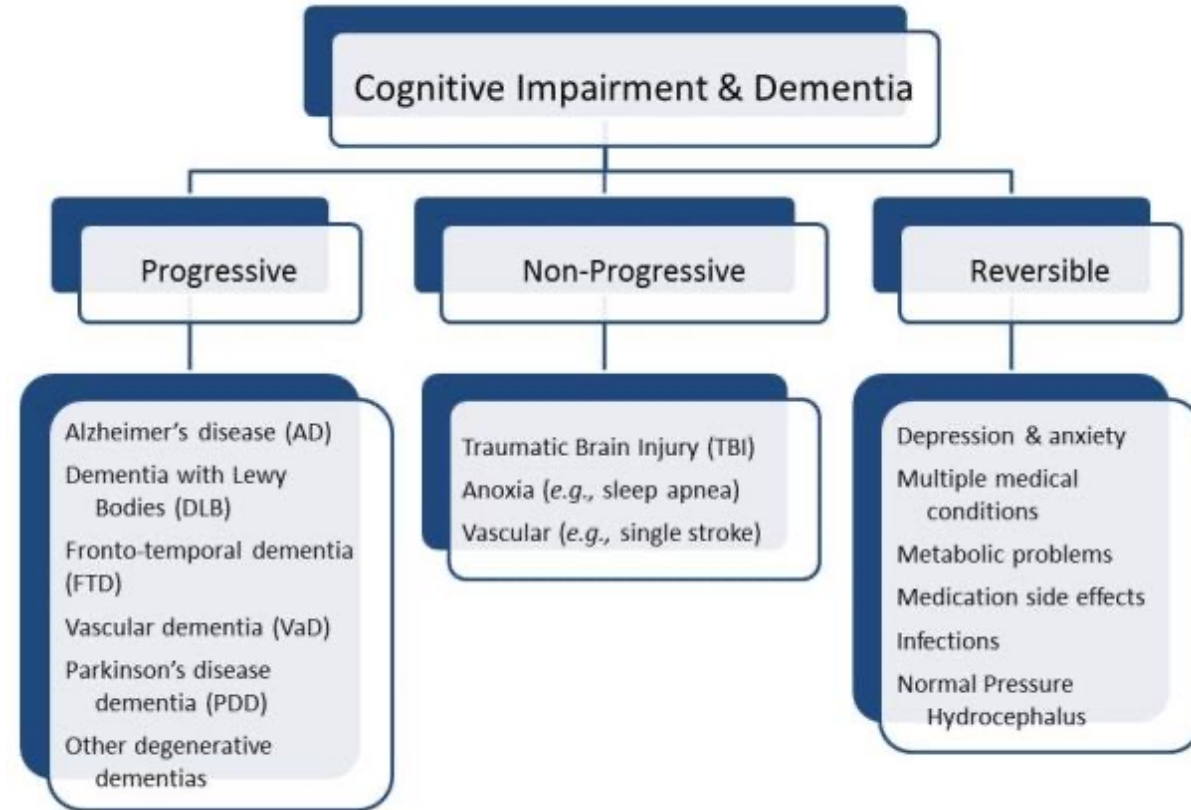 Cognitive Impairment & Dementia
Progressive
Non-Progressive
Reversible
Alzheimer's disease (AD)
Dementia with Lewy
Bodies (DLB)
Fronto-temporal dementia
(FTD)
Vascular dementia (VaD)
Parkinson's disease
dementia (PDD)
Other degenerative
dementias
Traumatic Brain Injury (TBI)
Anoxia (e.g., sleep apnea)
Vascular (e.g., single stroke)
Depression & anxiety
Multiple medical
conditions
Metabolic problems
Medication side effects
Infections
Normal Pressure
Hydrocephalus